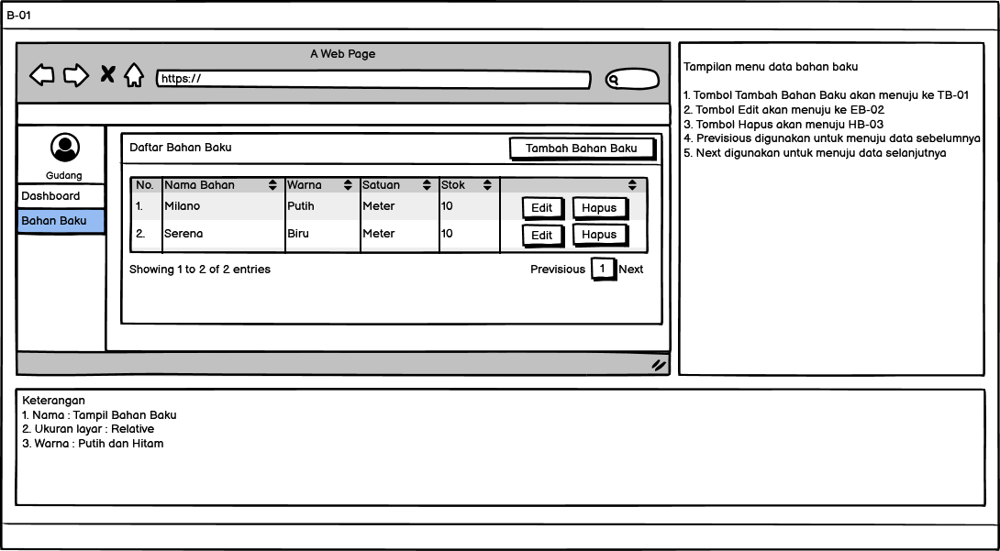 B-01
A Web Page
https://
Gudang
Dashboard
Bahan Baku
Daftar Bahan Baku
Tambah Bahan Baku
No. Nama Bahan Warna Satuan Stok
1. Milano Putih Meter 10 Edit Hapus
2. Serena Biru Meter 10 Edit Hapus
Showing 1 to 2 of 2 entries
Previsious 1 Next
Tampilan menu data bahan baku
1. Tombol Tambah Bahan Baku akan menuju ke TB-01
2. Tombol Edit akan menuju ke EB-02
3. Tombol Hapus akan menuju HB-03
4. Previsious digunakan untuk menuju data sebelumnya
5. Next digunakan untuk menuju data selanjutnya
Keterangan
1. Nama : Tampil Bahan Baku
2. Ukuran layar : Relative
3. Warna : Putih dan Hitam